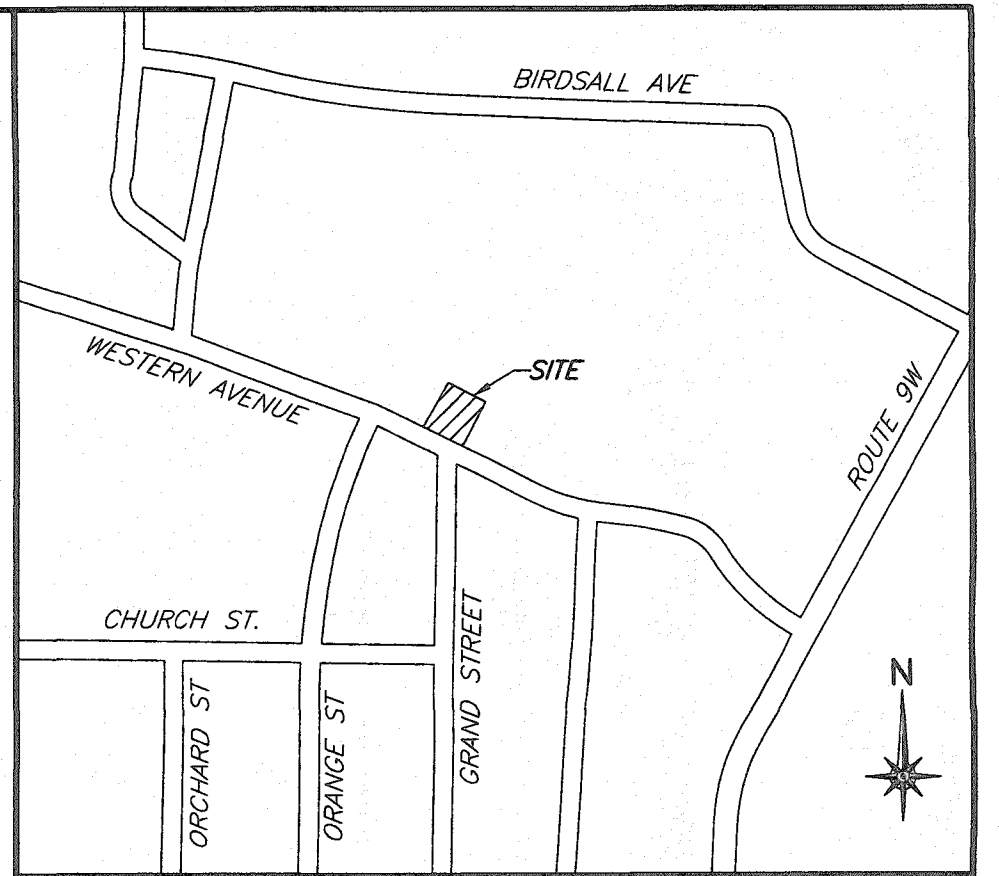 BIRDSALL AVE
WESTERN AVENUE
SITE
ROUTE 9W
CHURCH ST.
GRAND STREET
ORCHARD ST
ORANGE ST
N